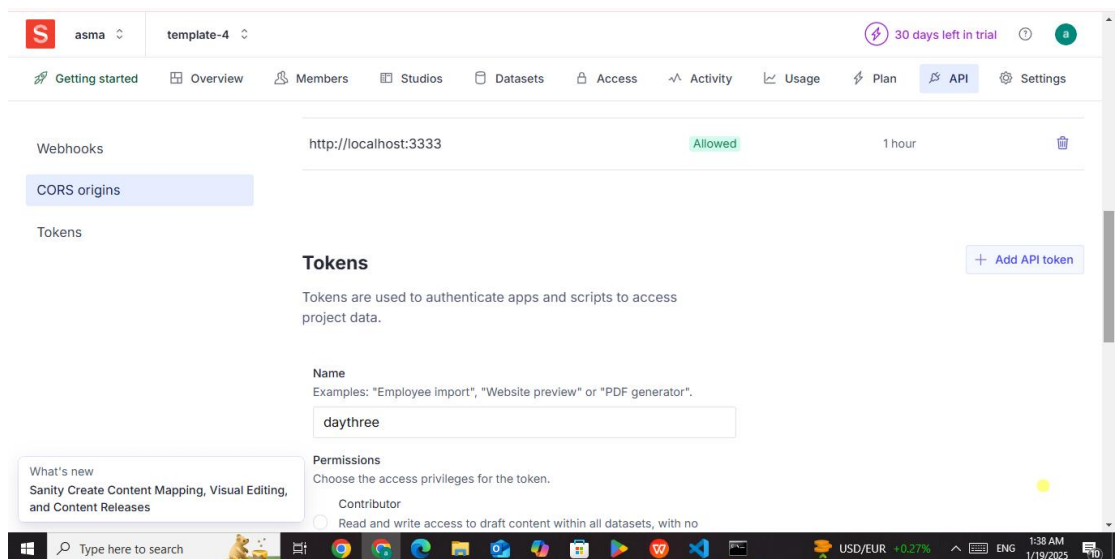 S asma template-4 30 days left in trial ? a
Getting started Overview Members Studios Datasets Access Activity Usage Plan API Settings
Webhooks
CORS origins
Tokens
http://localhost:3333 Allowed 1 hour
Tokens
+ Add API token
Tokens are used to authenticate apps and scripts to access
project data.
Name
Examples: "Employee import", "Website preview" or "PDF generator".
daythree
Permissions
Choose the access privileges for the token.
Contributor
Read and write access to draft content within all datasets, with no
What's new
Sanity Create Content Mapping, Visual Editing,
and Content Releases
Type here to search
USD/EUR +0.27% ENG 1:38 AM
1/19/2025